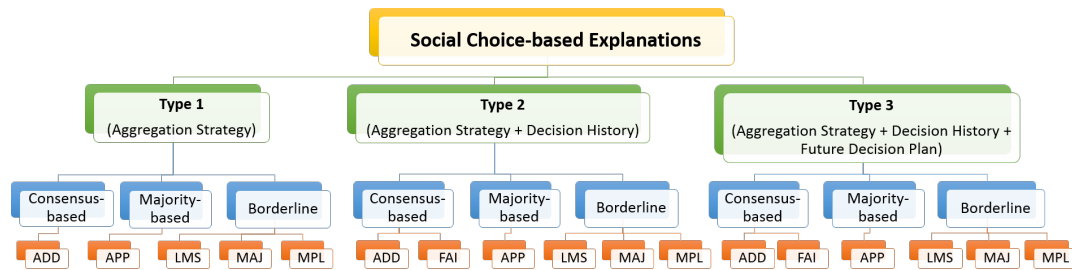 Social Choice-based Explanations
Type 1
(Aggregation Strategy)
Type 2
(Aggregation Strategy + Decision History)
Type 3
(Aggregation Strategy + Decision History +
Future Decision Plan)
Consensus-
based
Majority-
based
Borderline
Consensus-
based
Majority-
based
Borderline
Consensus-
based
Majority-
based
Borderline
ADD
APP
LMS
MAJ
MPL
ADD
FAI
APP
LMS
MAJ
MPL
ADD
FAI
APP
LMS
MAJ
MPL